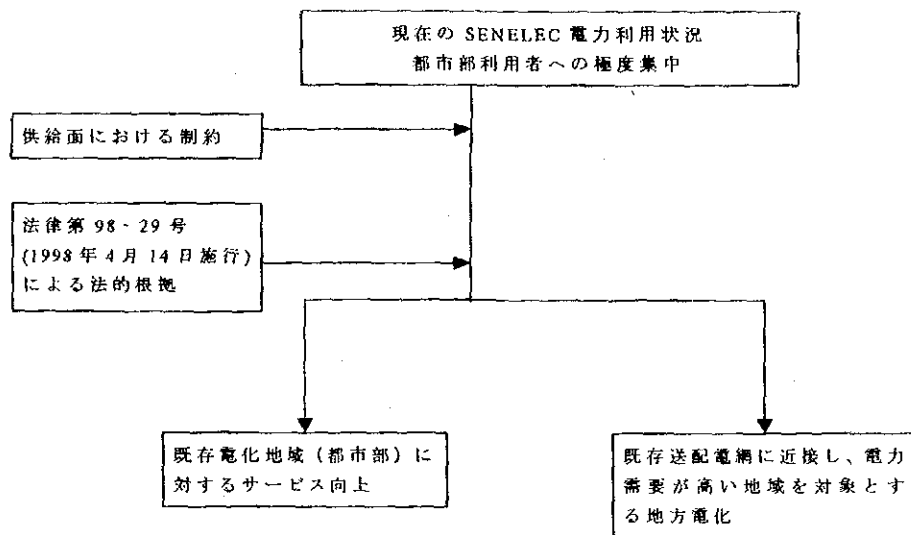 現在の SENELEC 電力利用状況
都市部利用者への極度集中
供給面における制約
法律第 98-29 号
(1998 年 4 月 14 日施行)
による法的根拠
既存電化地域（都市部）に
対するサービス向上
既存送配電網に近接し、電力
需要が高い地域を対象とす
る地方電化